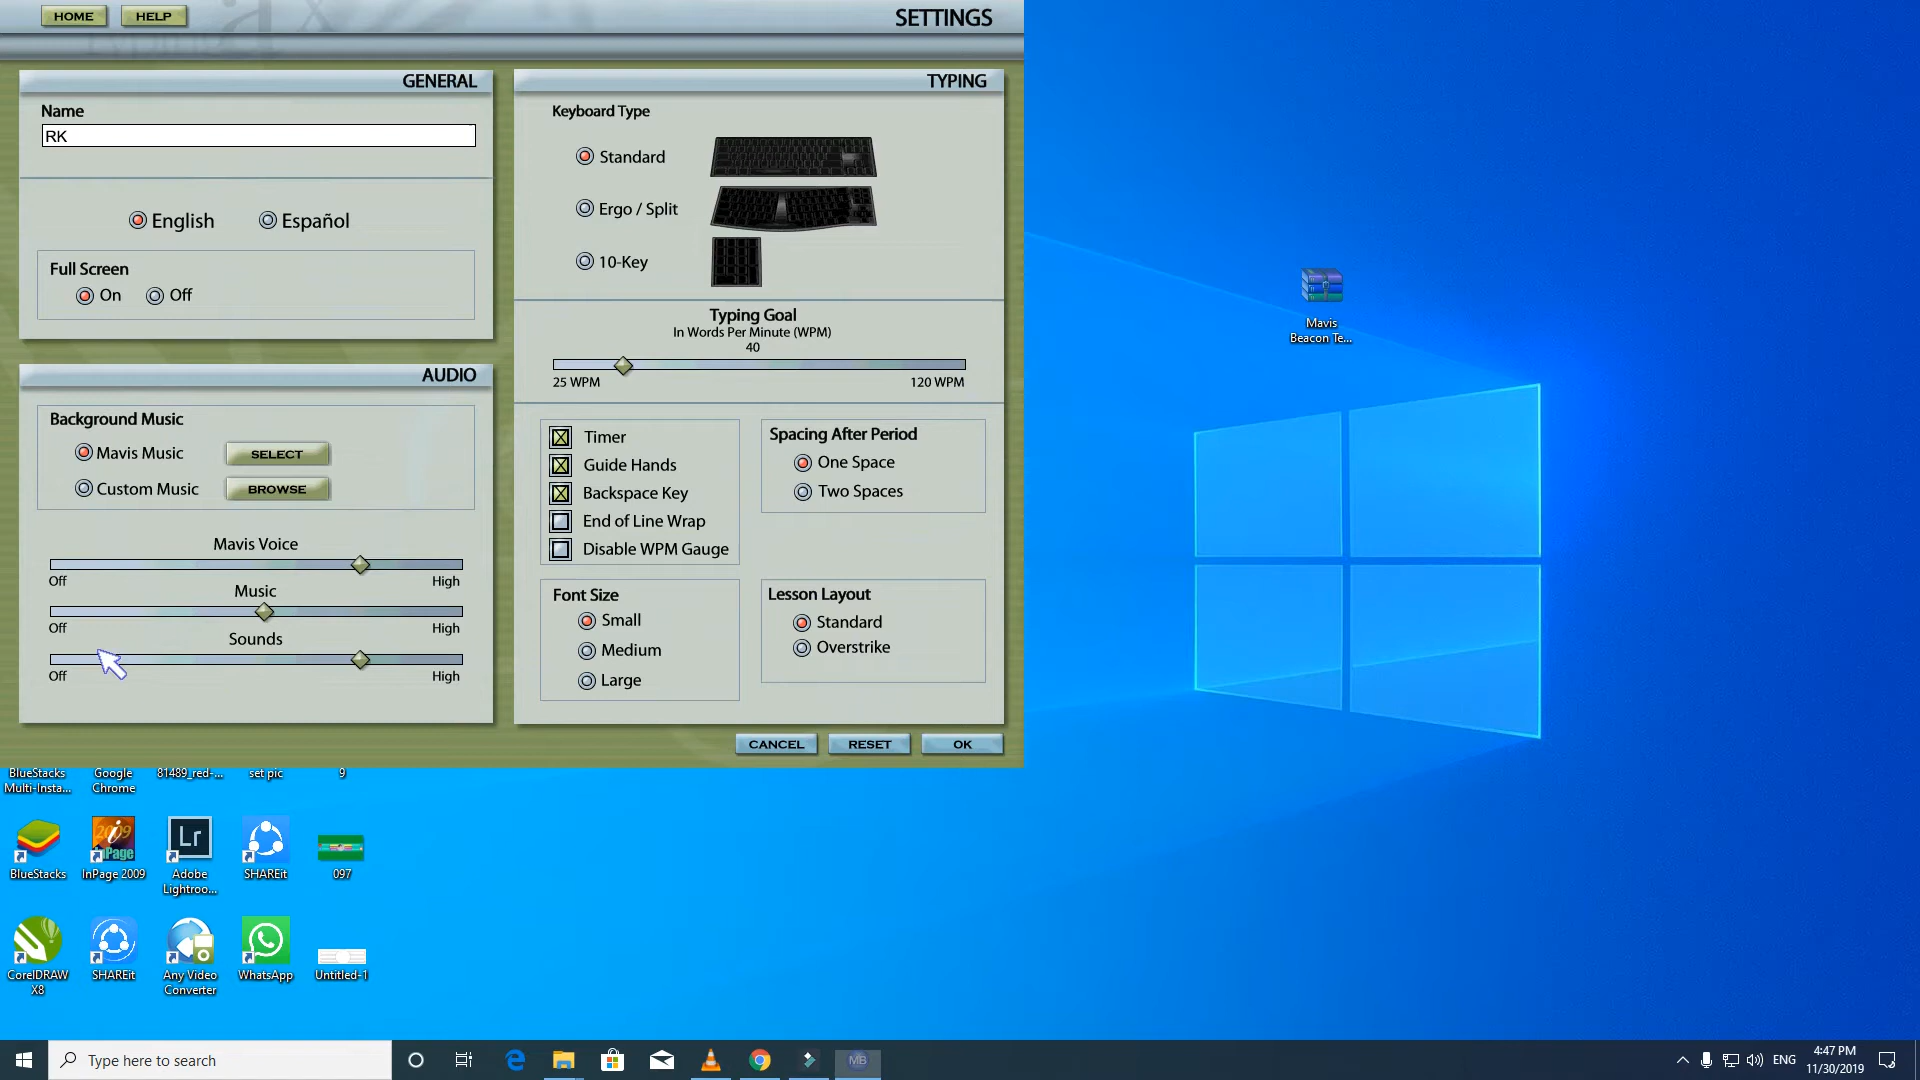 HOME
HELP
SETTINGS
GENERAL
Name
RK
English
Español
Full Screen
On
Off
AUDIO
Background Music
Mavis Music
SELECT
Custom Music
BROWSE
Mavis Voice
Off
High
Music
Off
High
Sounds
Off
High
TYPING
Keyboard Type
Standard
Ergo / Split
10-Key
Typing Goal
In Words Per Minute (WPM)
40
25 WPM
120 WPM
Timer
Guide Hands
Backspace Key
End of Line Wrap
Disable WPM Gauge
Spacing After Period
One Space
Two Spaces
Font Size
Small
Medium
Large
Lesson Layout
Standard
Overstrike
CANCEL
RESET
OK
Mavis
Beacon Te...
BlueStacks
Multi-Insta...
Google
Chrome
81489_red-...
set pic
9
BlueStacks
2009
InPage
InPage 2009
Lr
Adobe
Lightroo...
SHAREit
097
CorelDRAW
X8
SHAREit
Any Video
Converter
WhatsApp
Untitled-1
Type here to search
MB
ENG
4:47 PM
11/30/2019